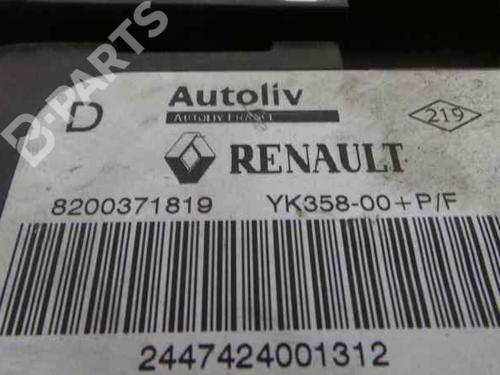 B-PARTS
D
Autoliv
AUTOLIV FRANCE
219
RENAULT
8200371819 YK358-00+P/F
2447424001312